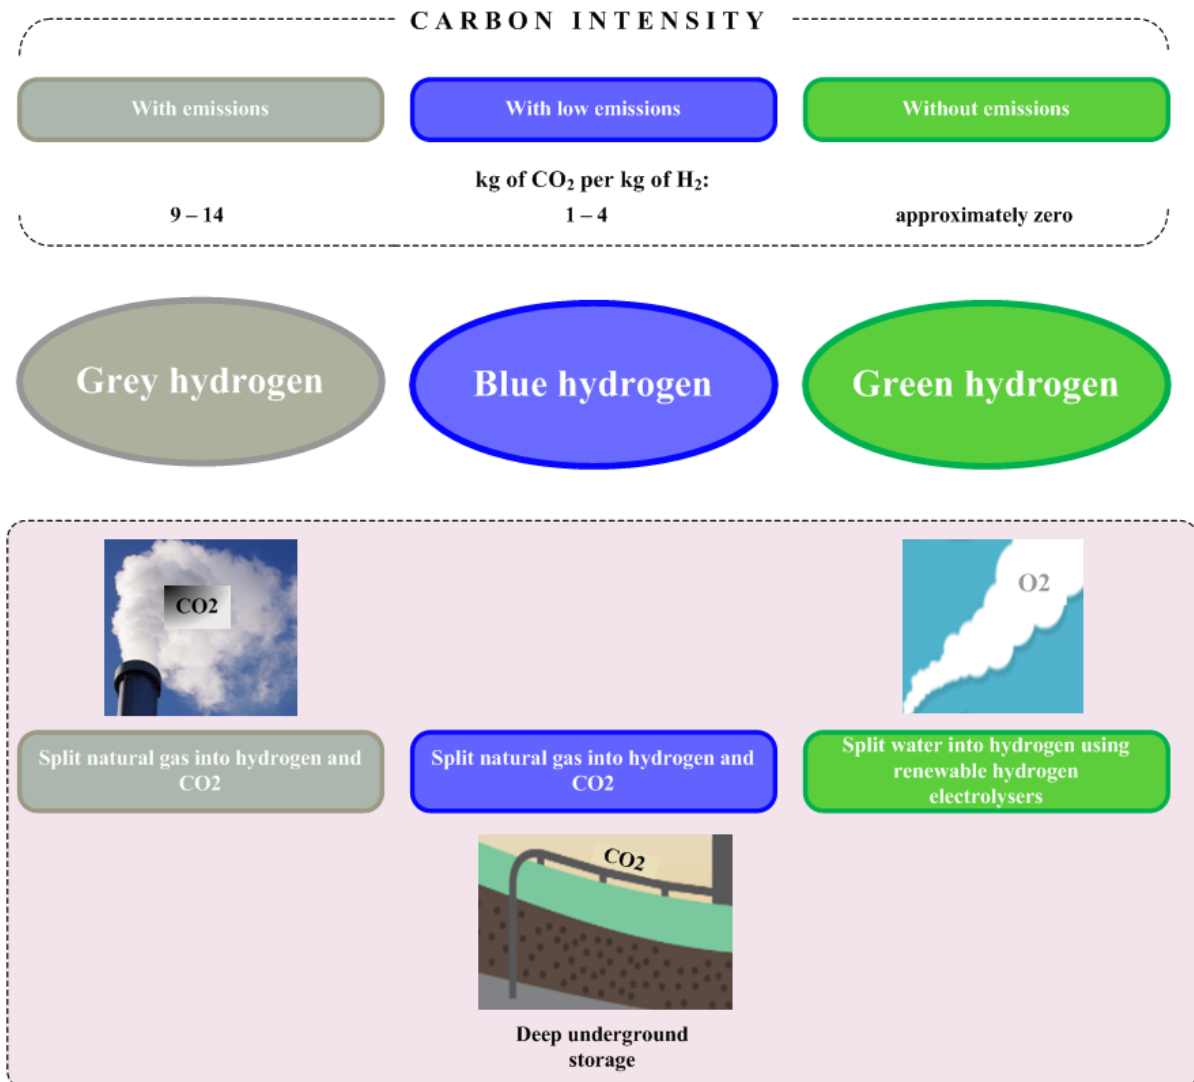 CARBON INTENSITY
With emissions
With low emissions
Without emissions
kg of CO₂ per kg of H₂:
9 – 14
1 – 4
approximately zero
Grey hydrogen
Blue hydrogen
Green hydrogen
CO2
O2
Split natural gas into hydrogen and
CO2
Split natural gas into hydrogen and
CO2
Split water into hydrogen using
renewable hydrogen
electrolysers
CO2
Deep underground
storage